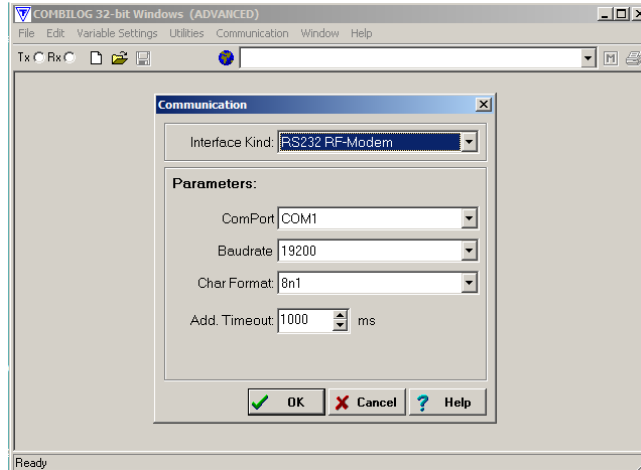 COMBILOG 32-bit Windows (ADVANCED)
File Edit Variable Settings Utilities Communication Window Help
Tx Rx M
Communication
Interface Kind: RS232 RF-Modem
Parameters:
ComPort COM1
Baudrate 19200
Char Format: 8n1
Add. Timeout: 1000 ms
OK Cancel ? Help
Ready